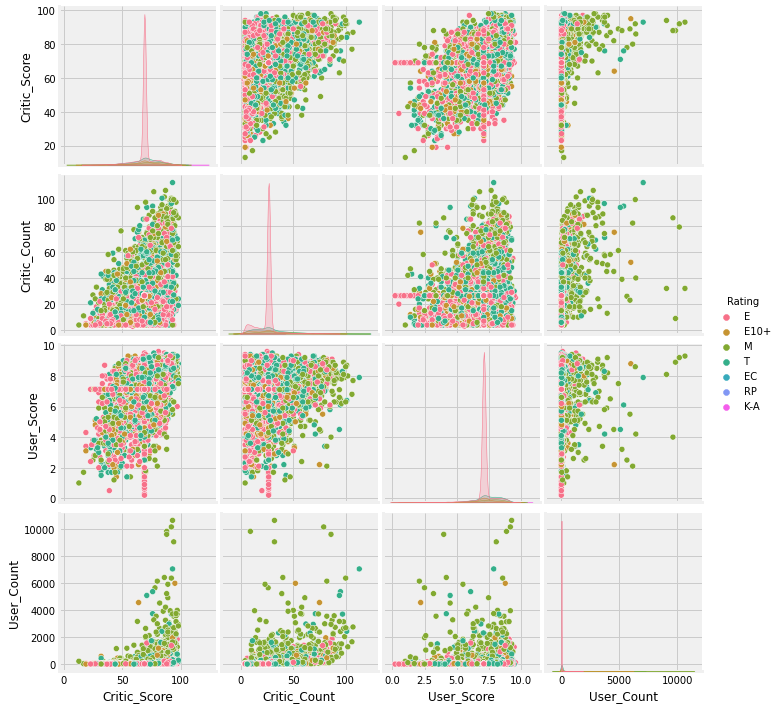 100
80
60
40
20
Critic_Score
120
100
80
60
40
20
0
Critic_Count
Rating
E
E10+
M
T
EC
RP
K-A
10
8
6
4
2
0
User_Score
10000
8000
6000
4000
2000
0
User_Count
0 50 100
0 50 100
0.0 2.5 5.0 7.5 10.0
0 5000 10000
Critic_Score Critic_Count User_Score User_Count